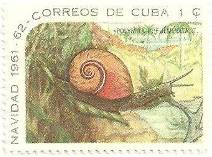 CORREOS DE CUBA 1 ¢
NAVIDAD 1961-62